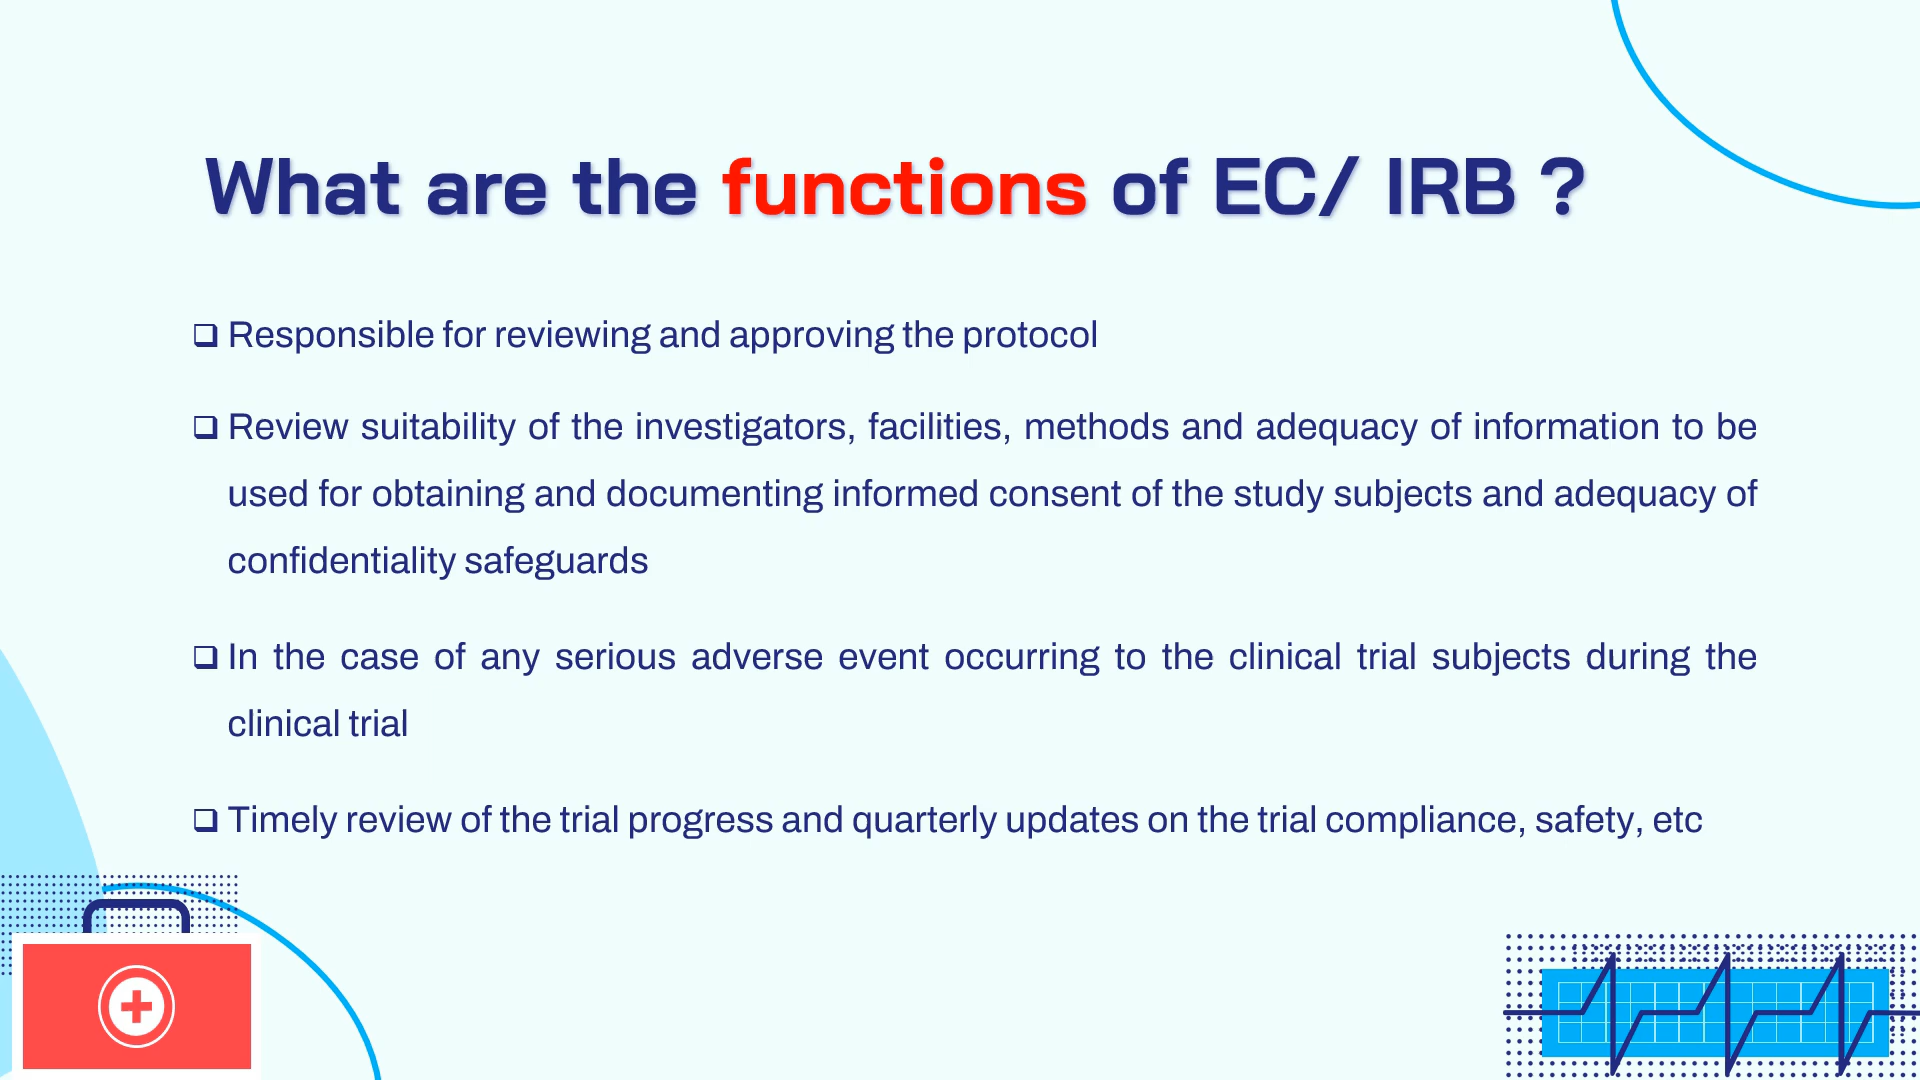 What are the functions of EC/ IRB ?
❑ Responsible for reviewing and approving the protocol
❑ Review suitability of the investigators, facilities, methods and adequacy of information to be
used for obtaining and documenting informed consent of the study subjects and adequacy of
confidentiality safeguards
❑ In the case of any serious adverse event occurring to the clinical trial subjects during the
clinical trial
❑ Timely review of the trial progress and quarterly updates on the trial compliance, safety, etc